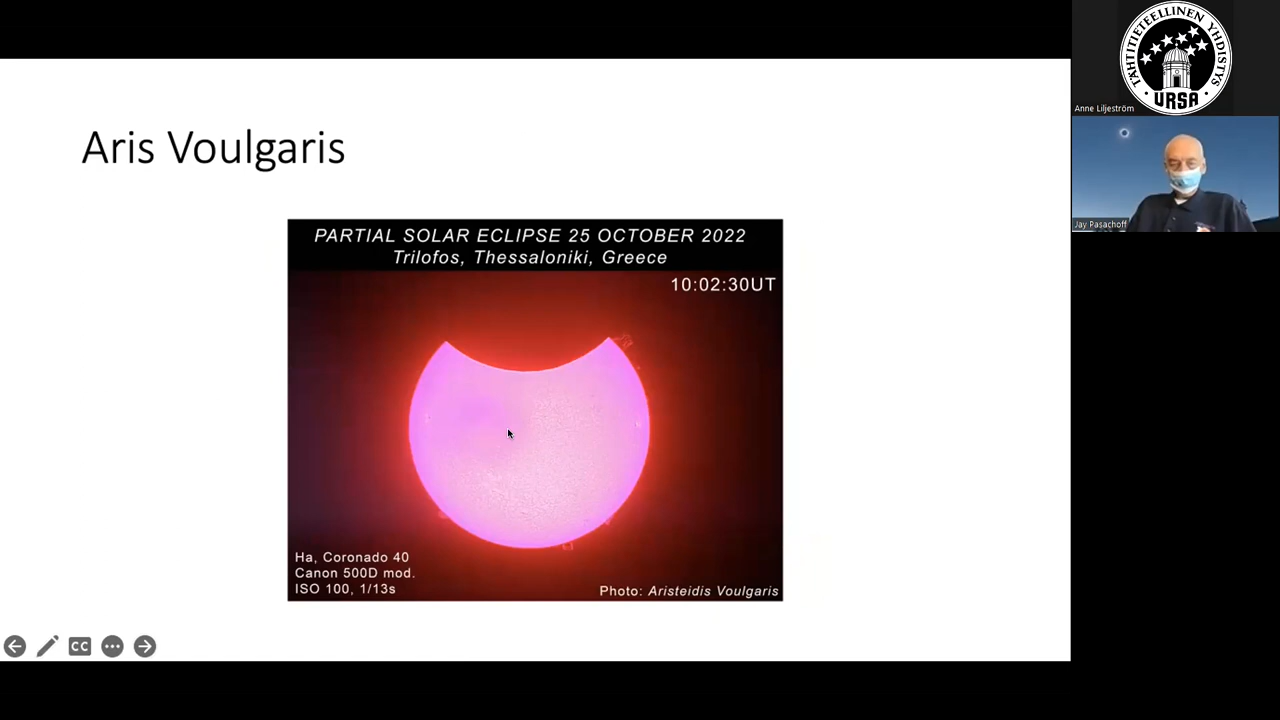 Aris Voulgaris
PARTIAL SOLAR ECLIPSE 25 OCTOBER 2022
Trilofos, Thessaloniki, Greece
10:02:30UT
Ha, Coronado 40
Canon 500D mod.
ISO 100, 1/13s
Photo: Aristeidis Voulgaris
CC
TÄHTITIETEELLINEN YHDISTYS
URSA
Anne Liljeström
Jay Pasachoff